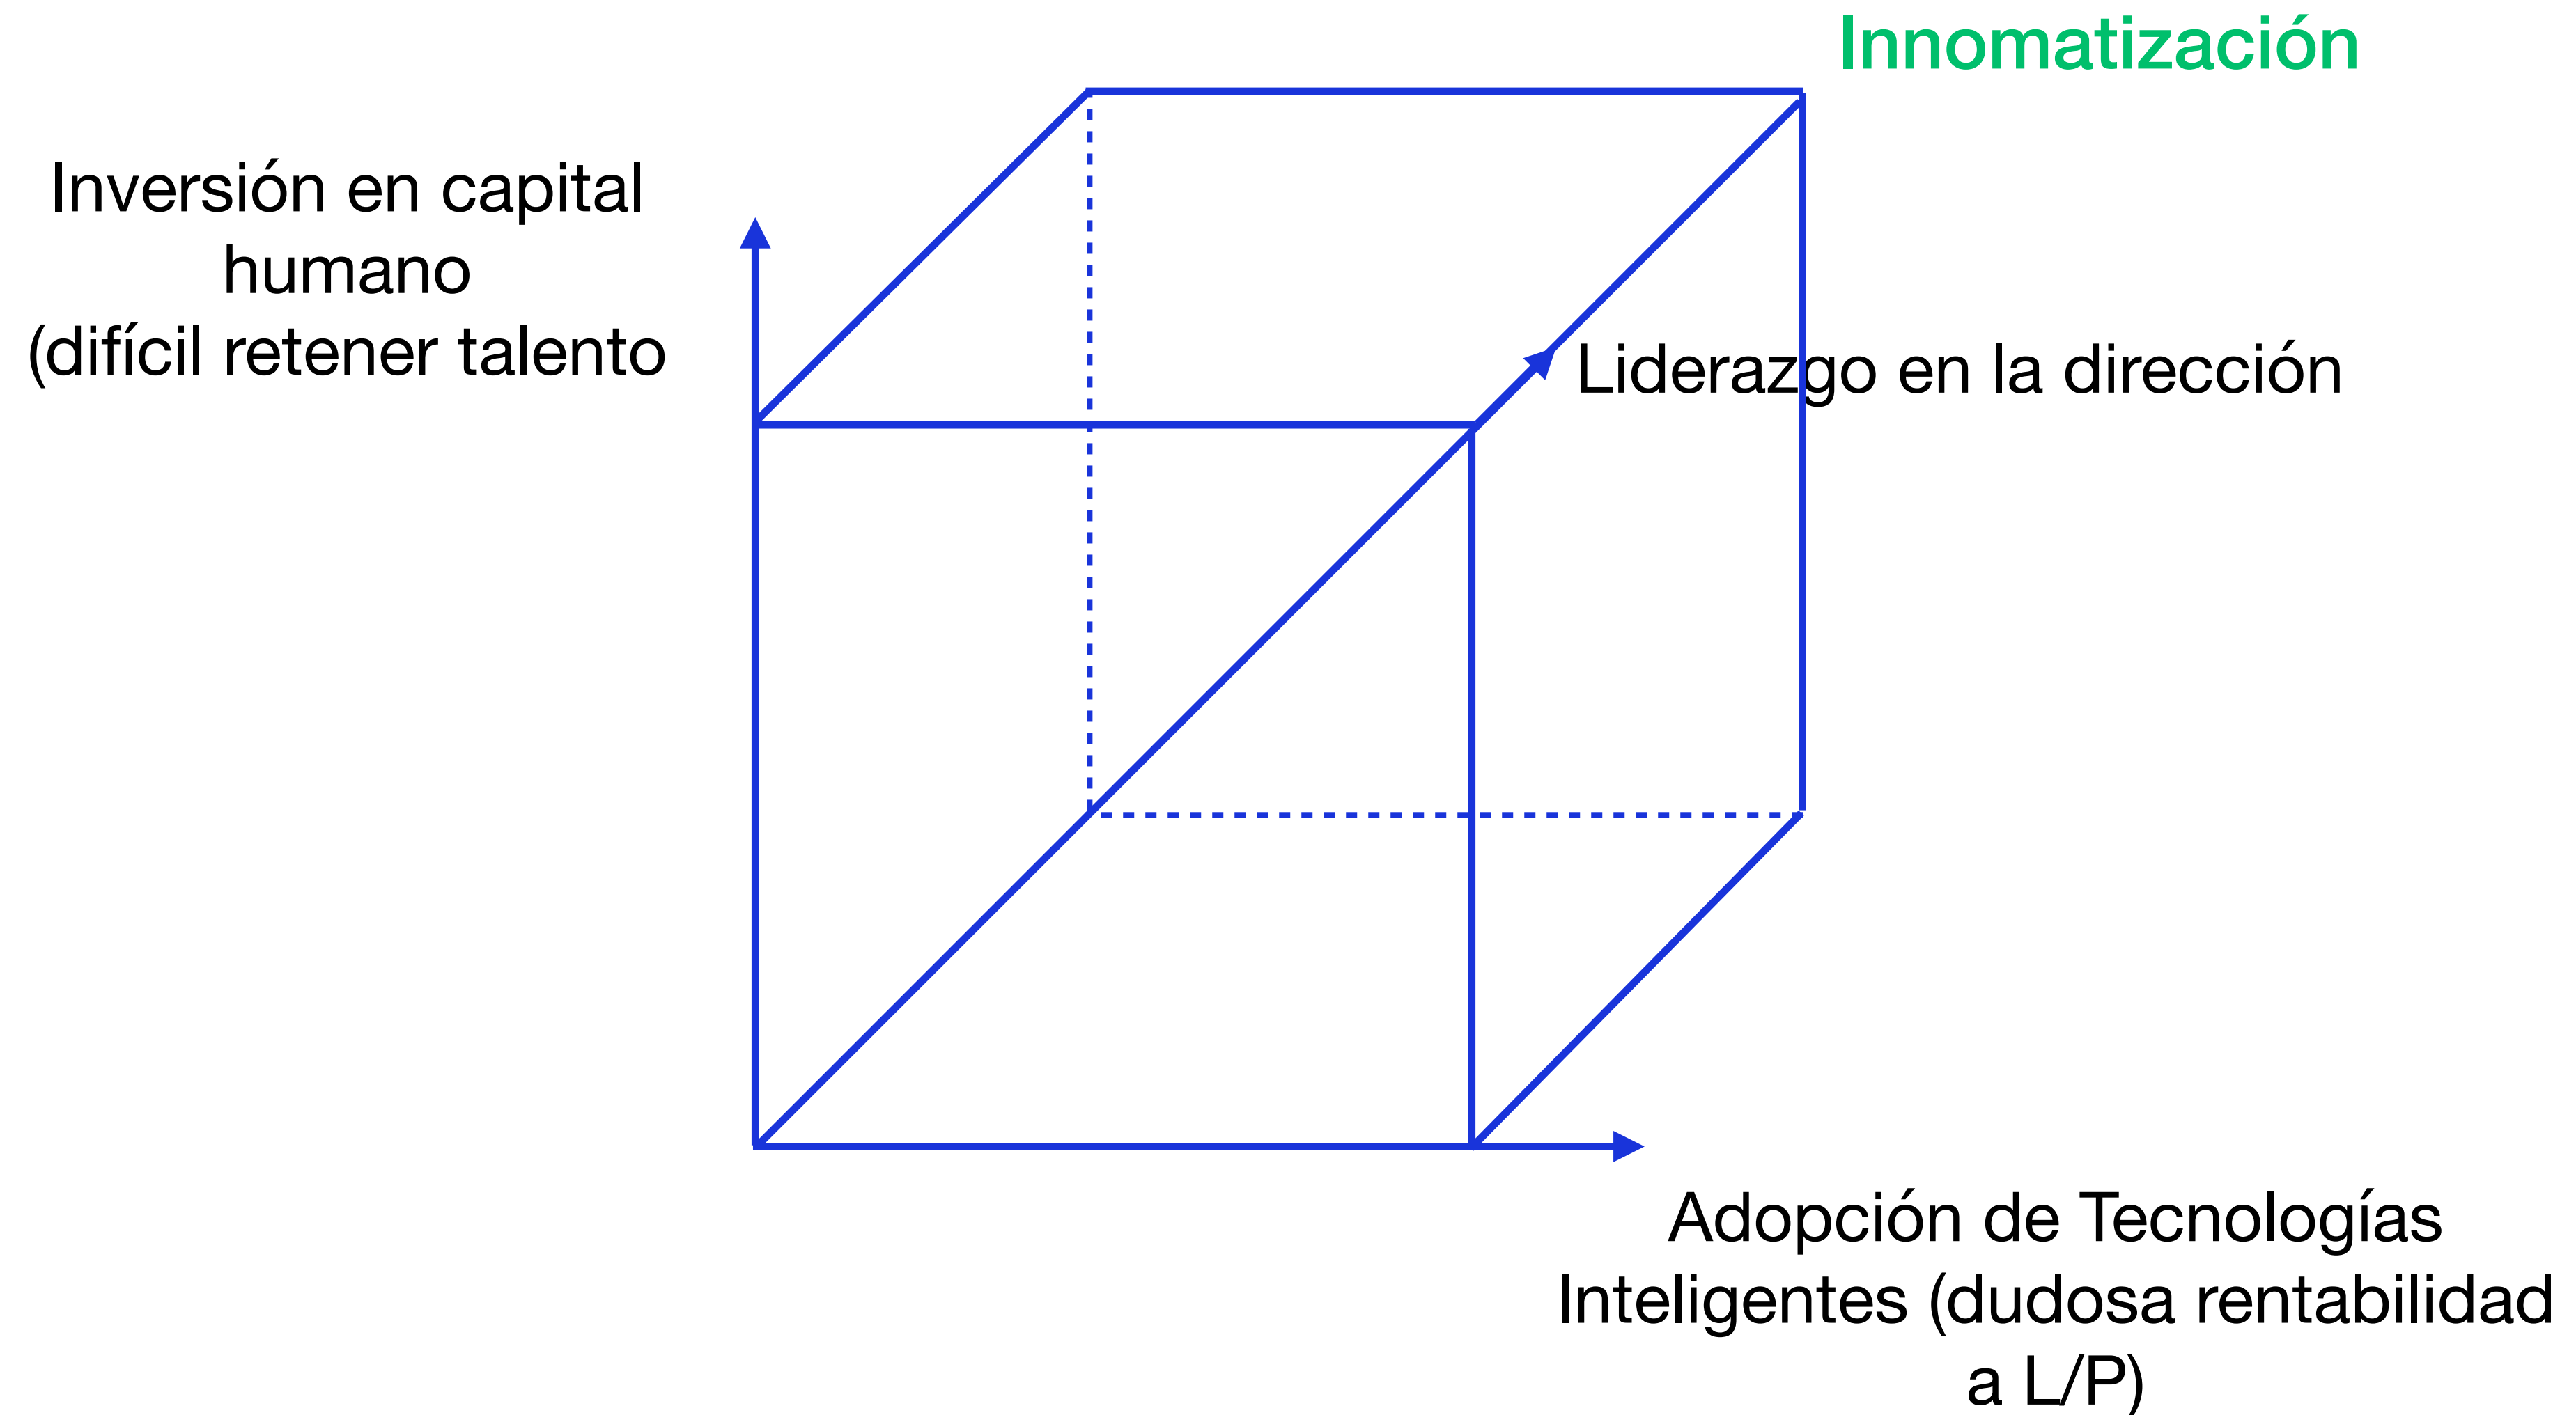 Innomatización
Inversión en capital
humano
(difícil retener talento
Liderazgo en la dirección
Adopción de Tecnologías
Inteligentes (dudosa rentabilidad
a L/P)